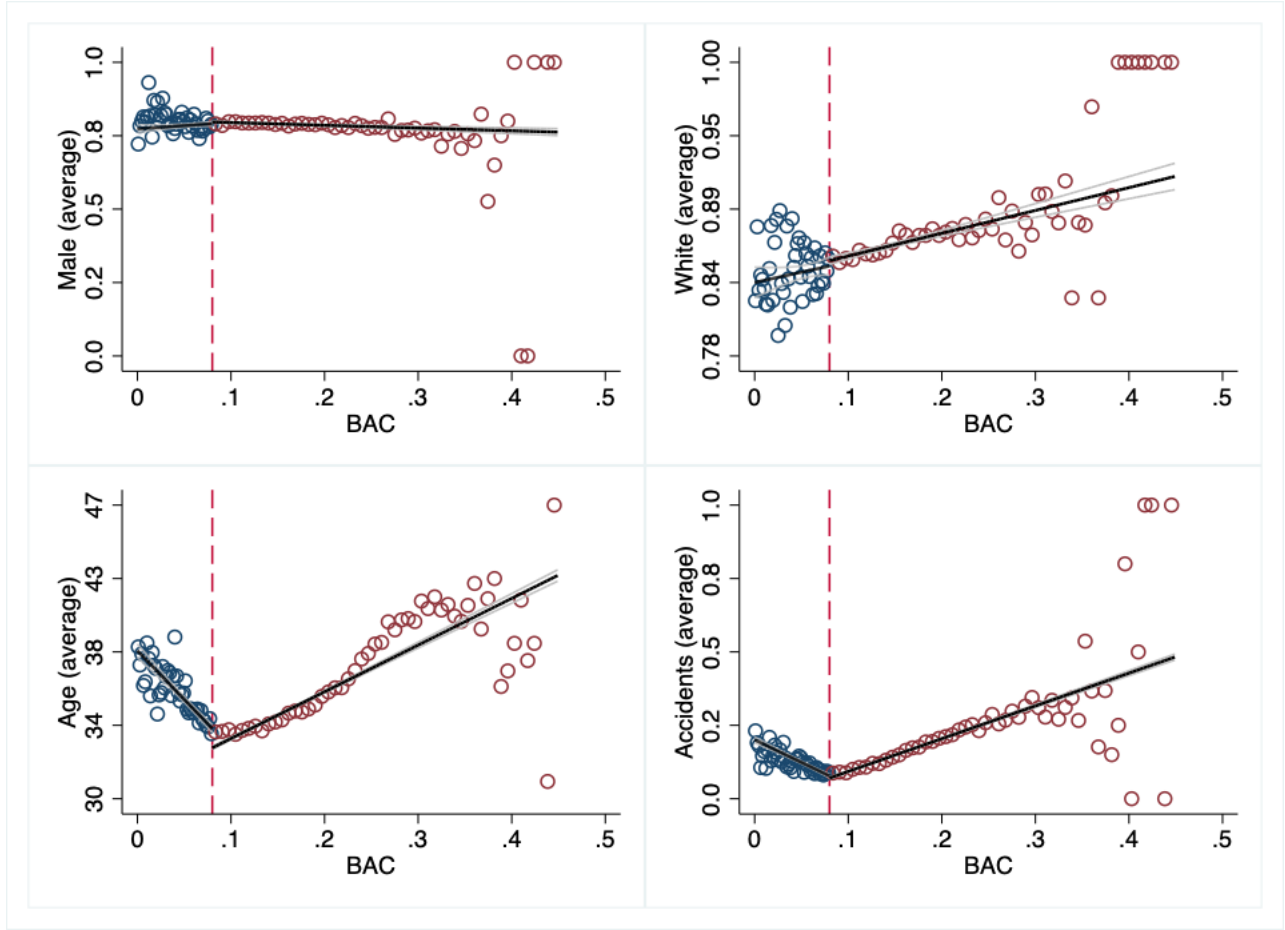 Male (average)
1.0
0.8
0.5
0.2
0.0
0 .1 .2 .3 .4 .5
BAC
White (average)
1.00
0.95
0.89
0.84
0.78
0 .1 .2 .3 .4 .5
BAC
Age (average)
47
43
38
34
30
0 .1 .2 .3 .4 .5
BAC
Accidents (average)
1.0
0.8
0.5
0.2
0.0
0 .1 .2 .3 .4 .5
BAC